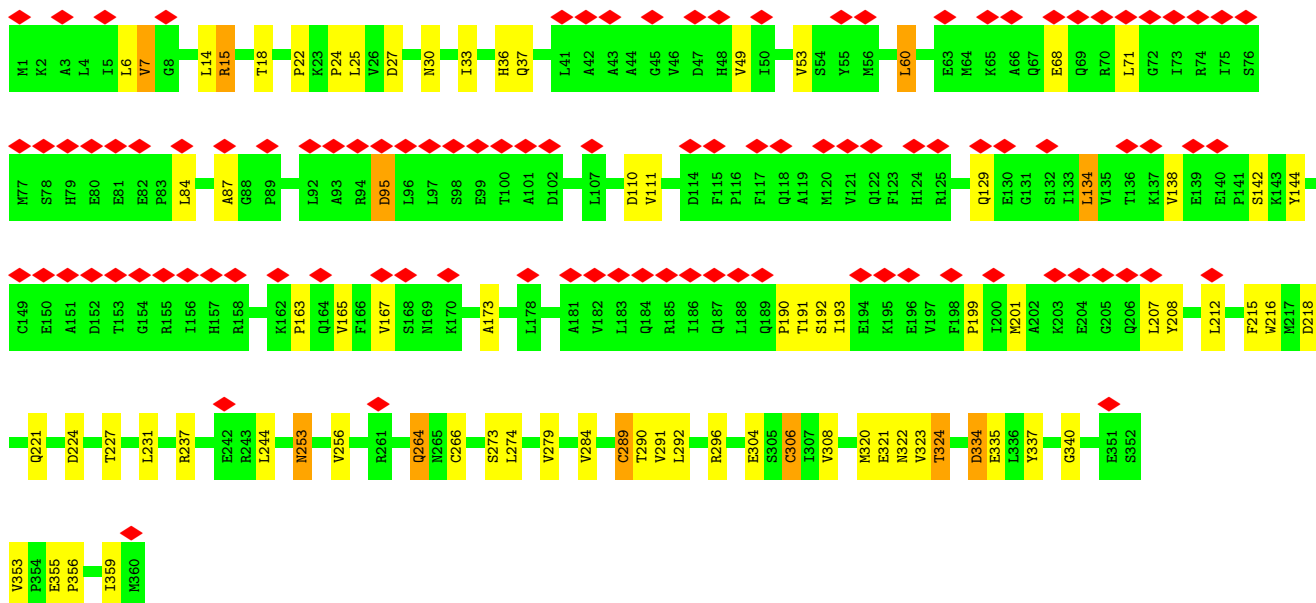 M1 K2 A3 L4 I5 L6 V7 G8 L14 R15 T18 P22 K23 P24 L25 V26 D27 N30 I33 H36 Q37 L41 A42 A43 A44 G45 V46 D47 H48 V49 I50 V53 S54 Y55 M56 L60 E63 M64 K65 A66 Q67 E68 Q69 R70 L71 G72 I73 R74 I75 S76
M77 S78 H79 E80 E81 E82 P83 L84 A87 G88 P89 L92 A93 R94 D95 L96 L97 S98 E99 T100 A101 D102 L107 D110 V111 D114 F115 P116 F117 Q118 A119 M120 V121 Q122 F123 H124 R125 Q129 E130 G131 S132 I133 L134 V135 T136 K137 V138 E139 E140 P141 S142 K143 Y144
C149 E150 A151 D152 T153 G154 R155 I156 H157 R158 K162 P163 Q164 V165 F166 V167 S168 N169 K170 A173 L178 A181 V182 L183 Q184 R185 I186 Q187 L188 Q189 P190 T191 S192 I193 E194 K195 E196 V197 F198 P199 I200 M201 A202 K203 E204 G205 Q206 L207 Y208 L212 F215 W216 M217 D218
Q221 D224 T227 L231 R237 E242 R243 L244 N253 V256 R261 Q264 N265 C266 S273 L274 V279 V284 C289 T290 V291 L292 R296 E304 S305 C306 I307 V308 M320 E321 N322 V323 T324 D334 E335 L336 Y337 G340 E351 S352
V353 P354 E355 P356 I359 M360